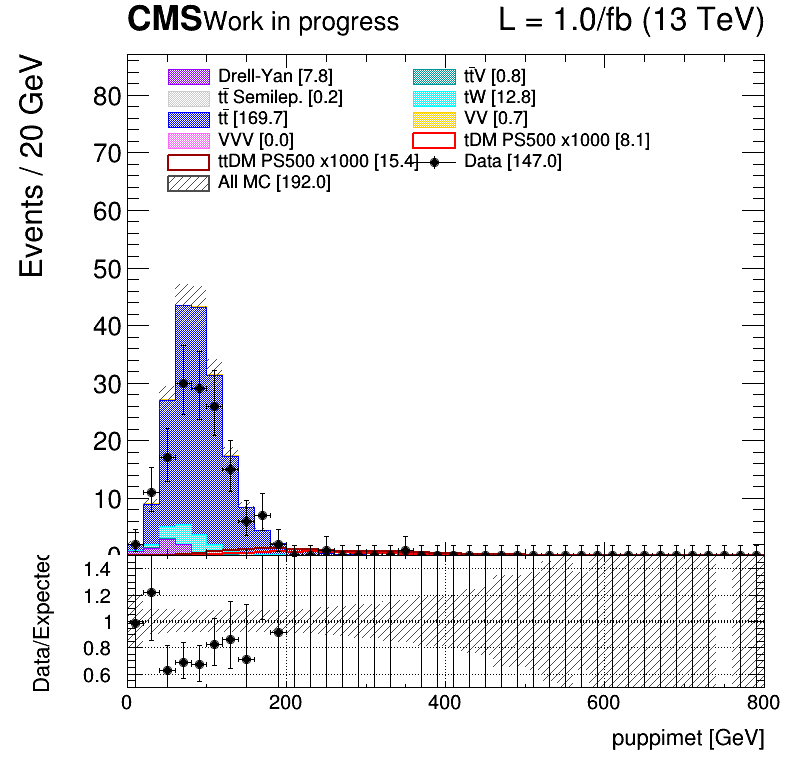 CMS Work in progress L = 1.0/fb (13 TeV)
Events / 20 GeV
Drell-Yan [7.8] tt̄V [0.8]
tt̄ Semilep. [0.2] tW [12.8]
tt̄ [169.7] VV [0.7]
VVV [0.0] tDM PS500 x1000 [8.1]
ttDM PS500 x1000 [15.4] Data [147.0]
All MC [192.0]
80
70
60
50
40
30
20
10
0
Data/Expected
1.4
1.2
1
0.8
0.6
0 200 400 600 800
puppimet [GeV]